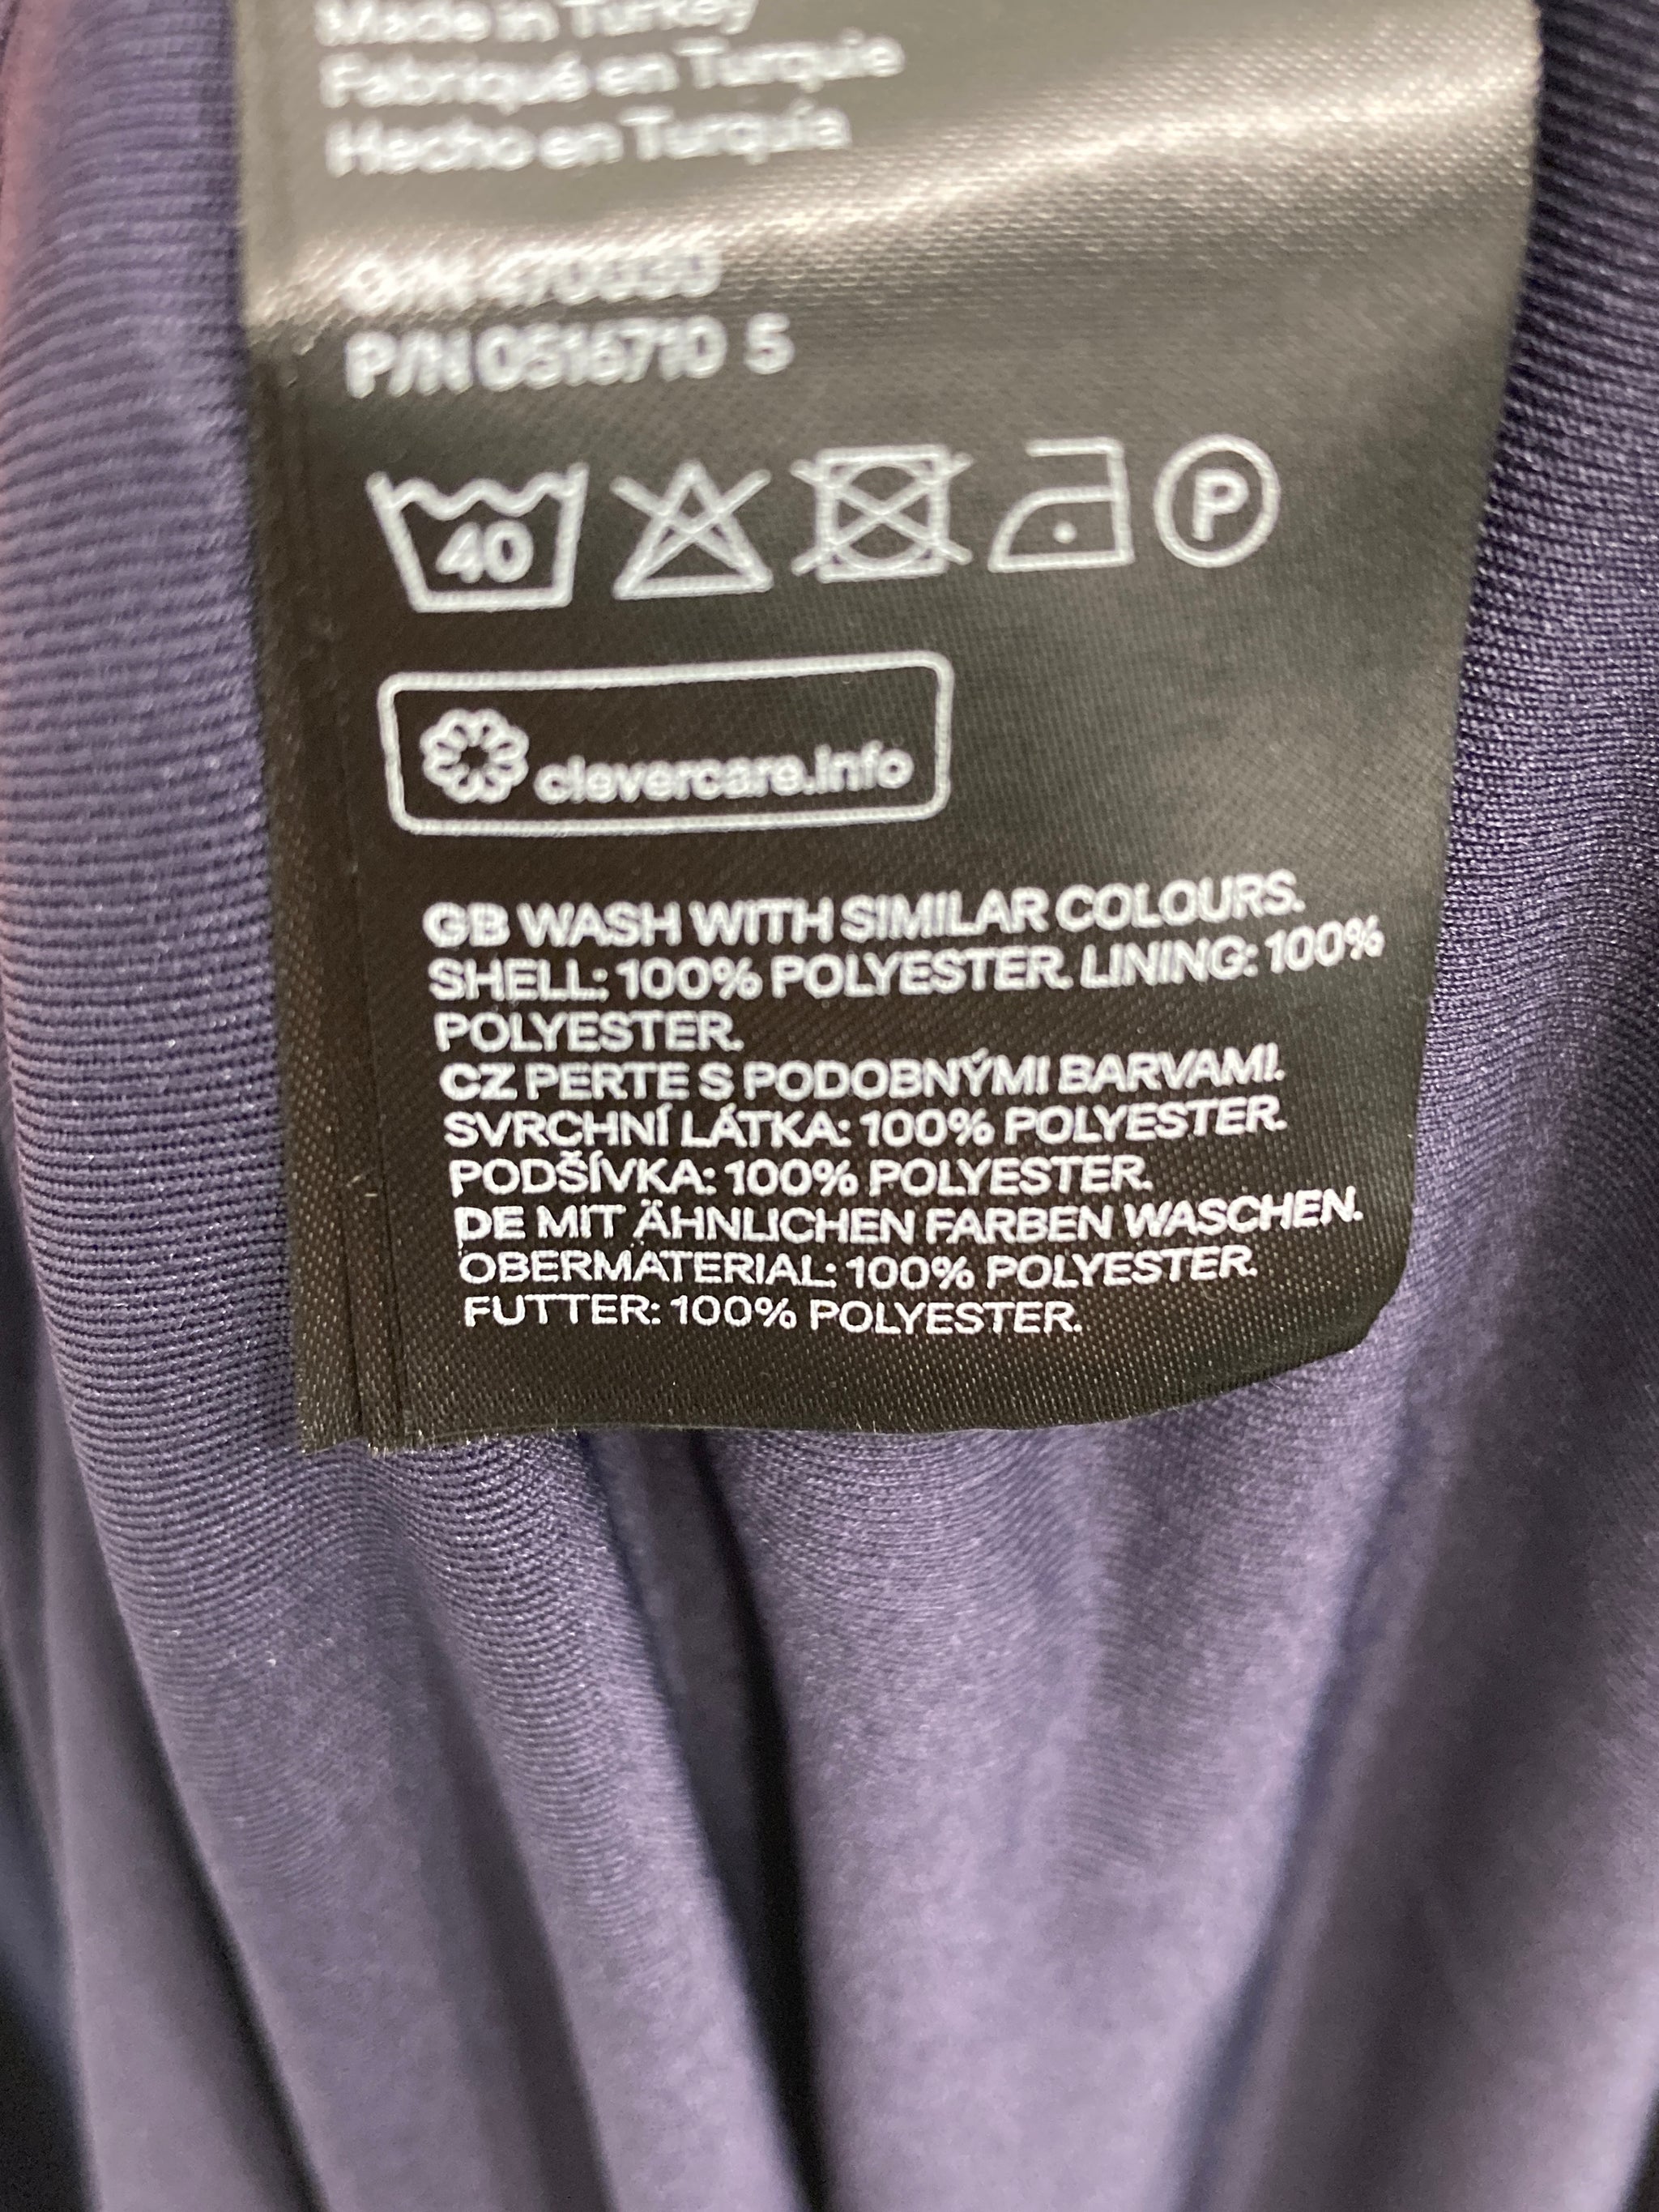 Made in Turkey
Fabriqué en Turquie
Hecho en Turquía
P/N 0516710 5
40
P
clevercare.info
GB WASH WITH SIMILAR COLOURS.
SHELL: 100% POLYESTER. LINING: 100%
POLYESTER.
CZ PERTE S PODOBNÝMI BARVAMI.
SVRCHNÍ LÁTKA: 100% POLYESTER.
PODŠÍVKA: 100% POLYESTER.
DE MIT ÄHNLICHEN FARBEN WASCHEN.
OBERMATERIAL: 100% POLYESTER.
FUTTER: 100% POLYESTER.